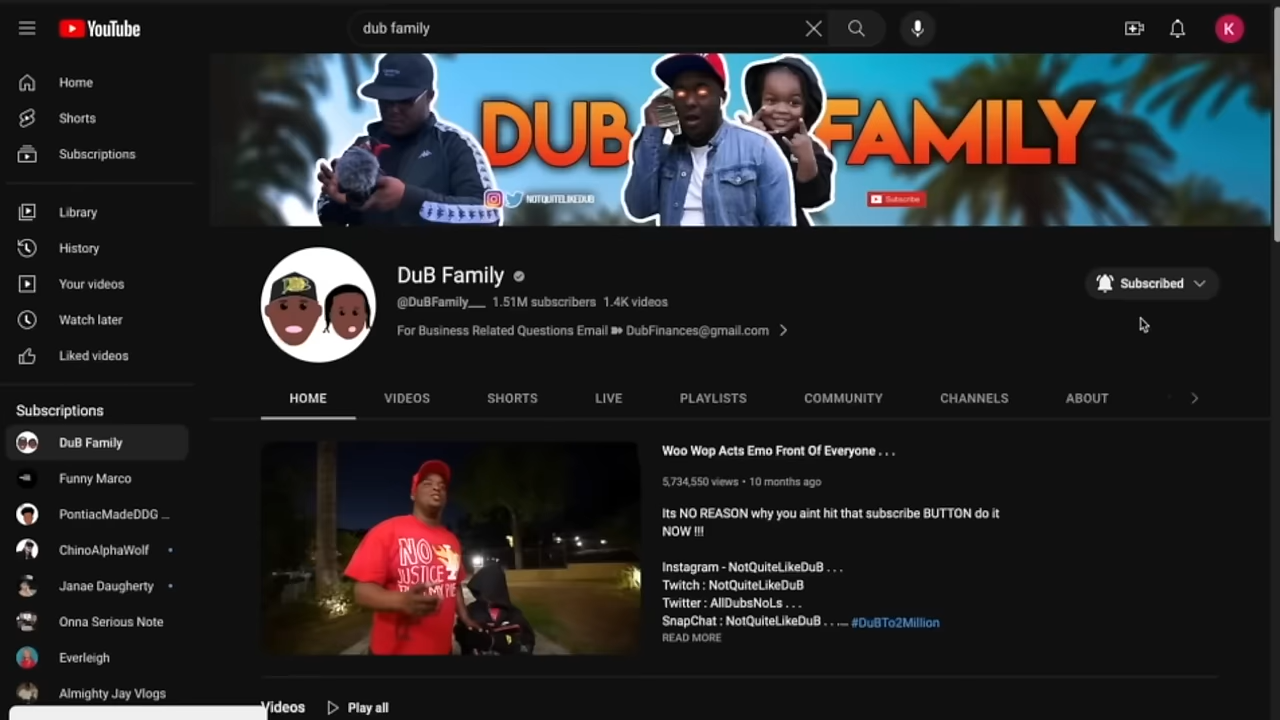 YouTube
dub family
K
Home
Shorts
Subscriptions
Library
History
Your videos
Watch later
Liked videos
Subscriptions
DuB Family
Funny Marco
PontiacMadeDDG ...
ChinoAlphaWolf
Janae Daugherty
Onna Serious Note
Everleigh
Almighty Jay Vlogs
DUB FAMILY
NOTQUITELIKEDUB
Subscribe
DuB Family
@DuBFamily___ 1.51M subscribers 1.4K videos
For Business Related Questions Email ➽ DubFinances@gmail.com
Subscribed
HOME VIDEOS SHORTS LIVE PLAYLISTS COMMUNITY CHANNELS ABOUT
NO
JUSTICE
Woo Wop Acts Emo Front Of Everyone . . .
5,734,550 views • 10 months ago
Its NO REASON why you aint hit that subscribe BUTTON do it
NOW !!!
Instagram - NotQuiteLikeDuB . . .
Twitch : NotQuiteLikeDuB
Twitter : AllDubsNoLs . . .
SnapChat : NotQuiteLikeDuB . . .... #DuBTo2Million
READ MORE
Videos Play all